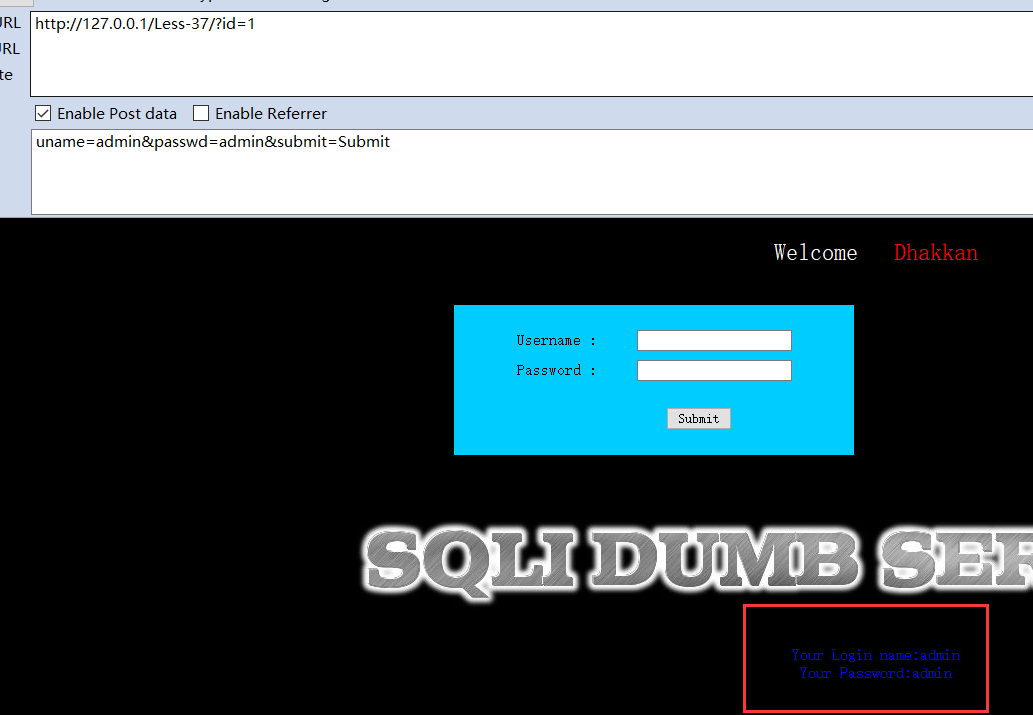 URL
http://127.0.0.1/Less-37/?id=1
URL
te
Enable Post data Enable Referrer
uname=admin&passwd=admin&submit=Submit
Welcome Dhakkan
Username :
Password :
Submit
SQLI DUMB SER
Your Login name:admin
Your Password:admin